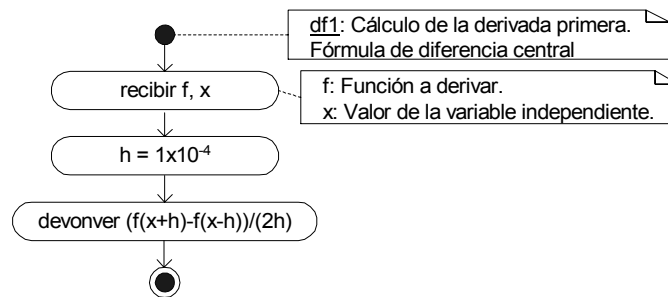 df1: Cálculo de la derivada primera.
Fórmula de diferencia central
recibir f, x
f: Función a derivar.
x: Valor de la variable independiente.
h = 1x10⁻⁴
devonver (f(x+h)-f(x-h))/(2h)